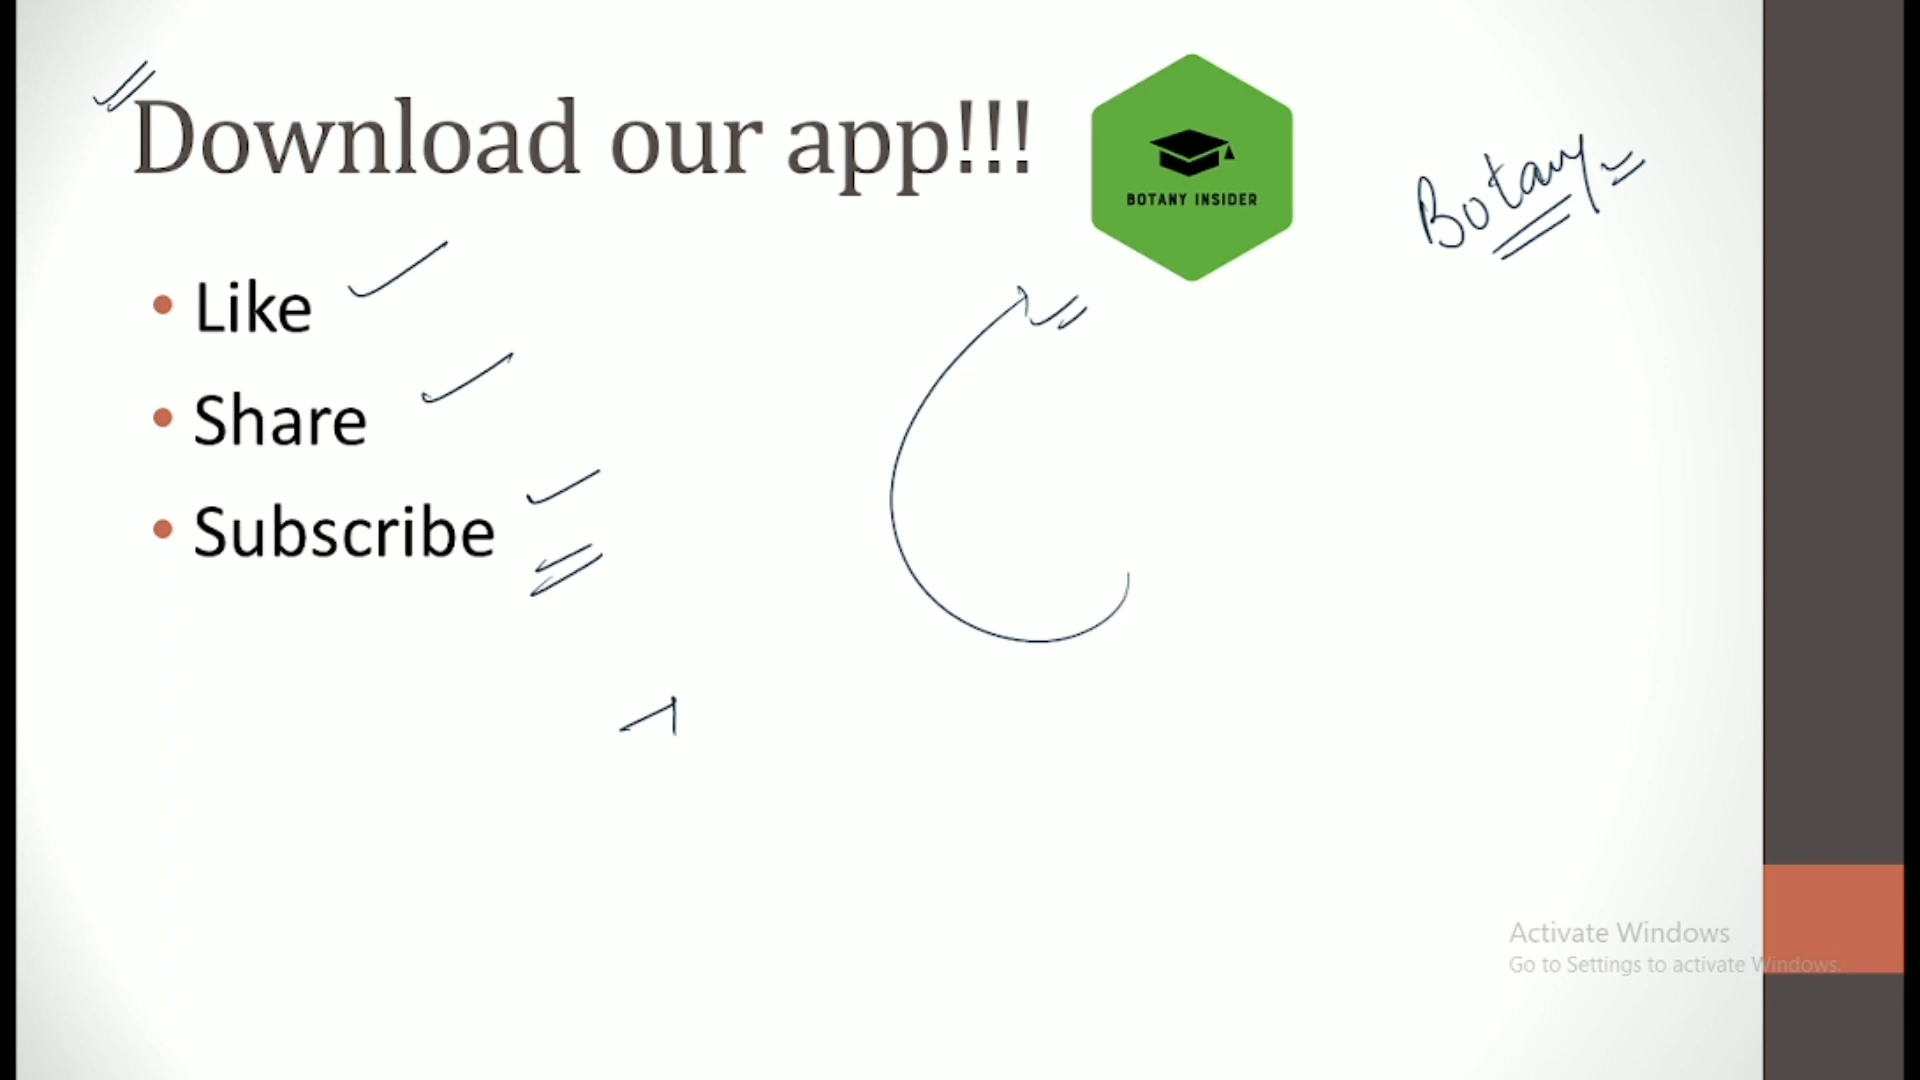 Download our app!!!
BOTANY INSIDER
Botany
• Like
• Share
• Subscribe
Activate Windows
Go to Settings to activate Windows.